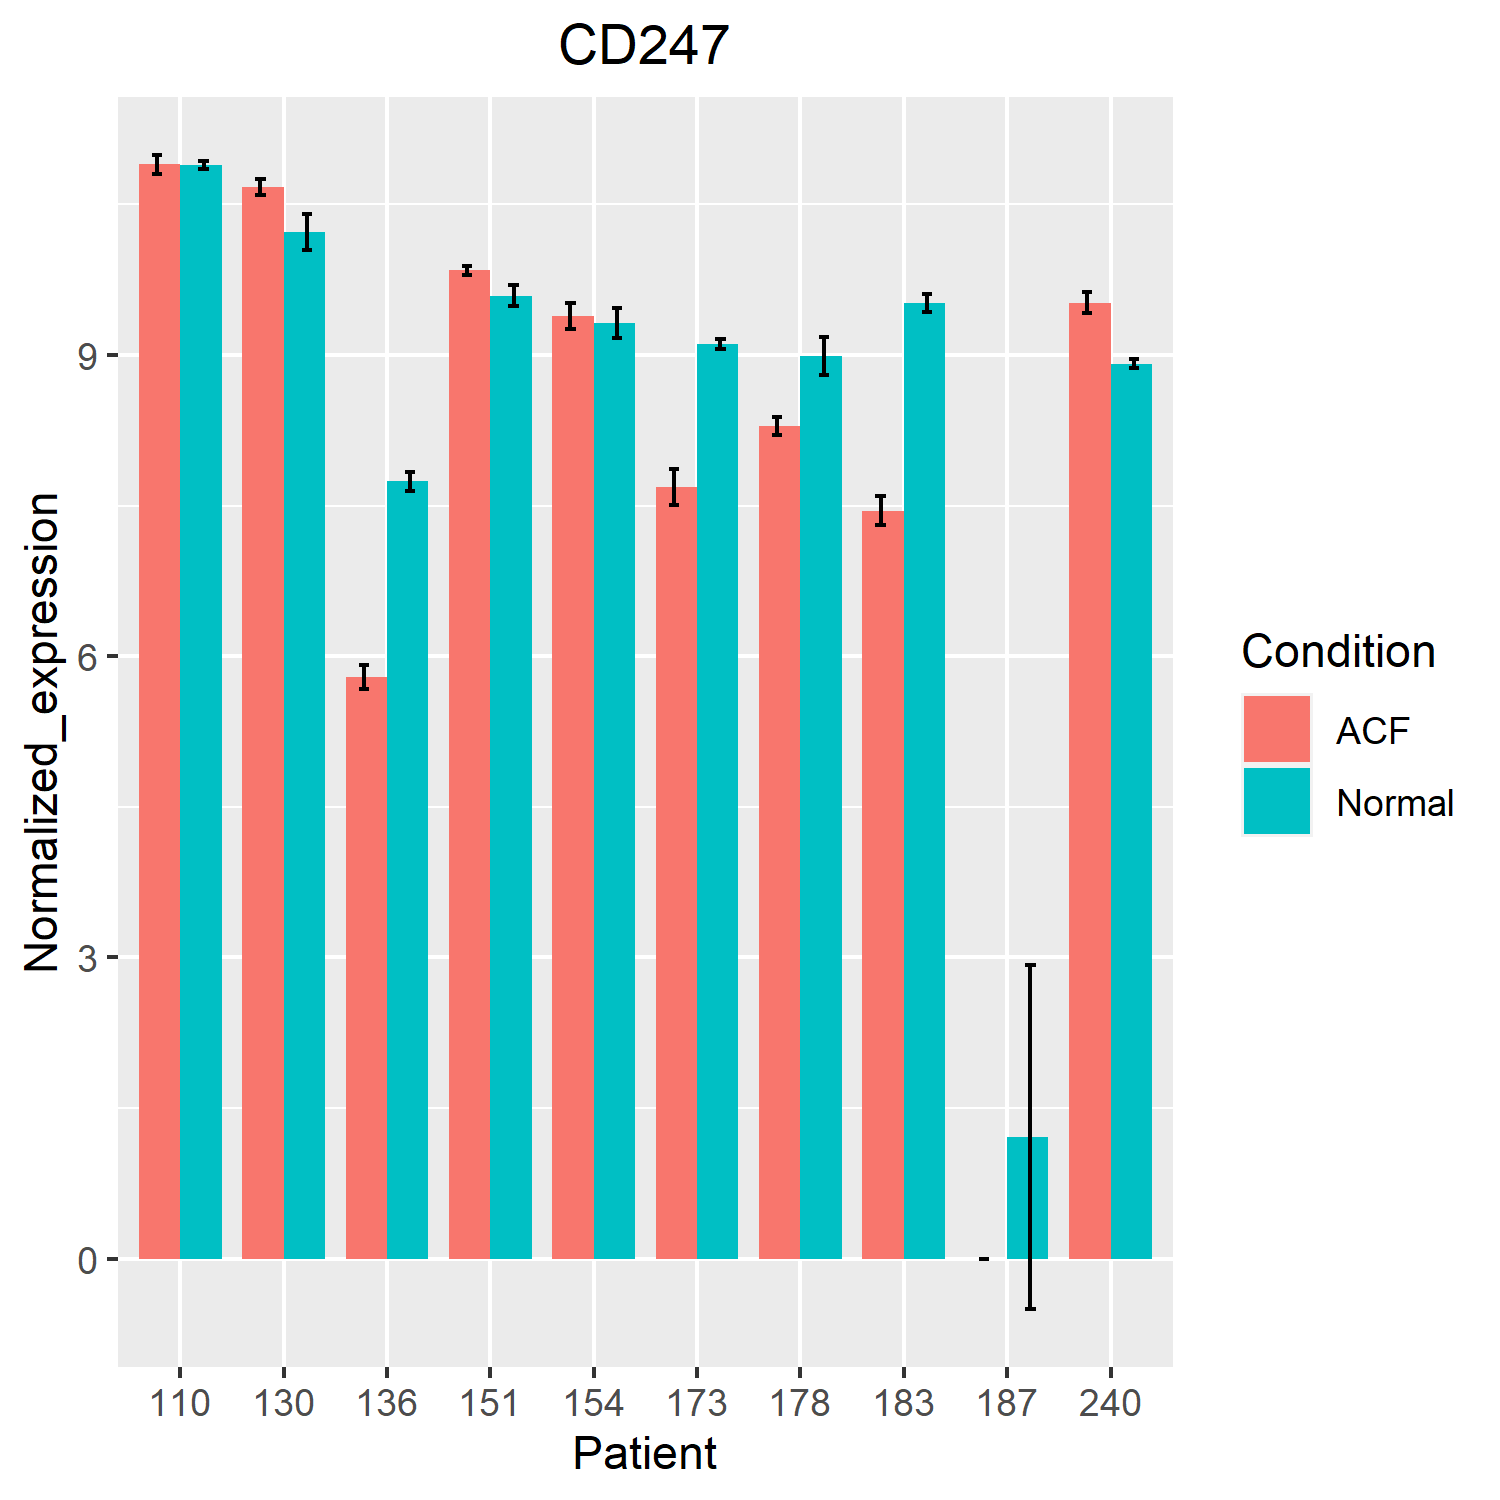 CD247
Normalized_expression
9
6
3
0
110 130 136 151 154 173 178 183 187 240
Patient
Condition
ACF
Normal